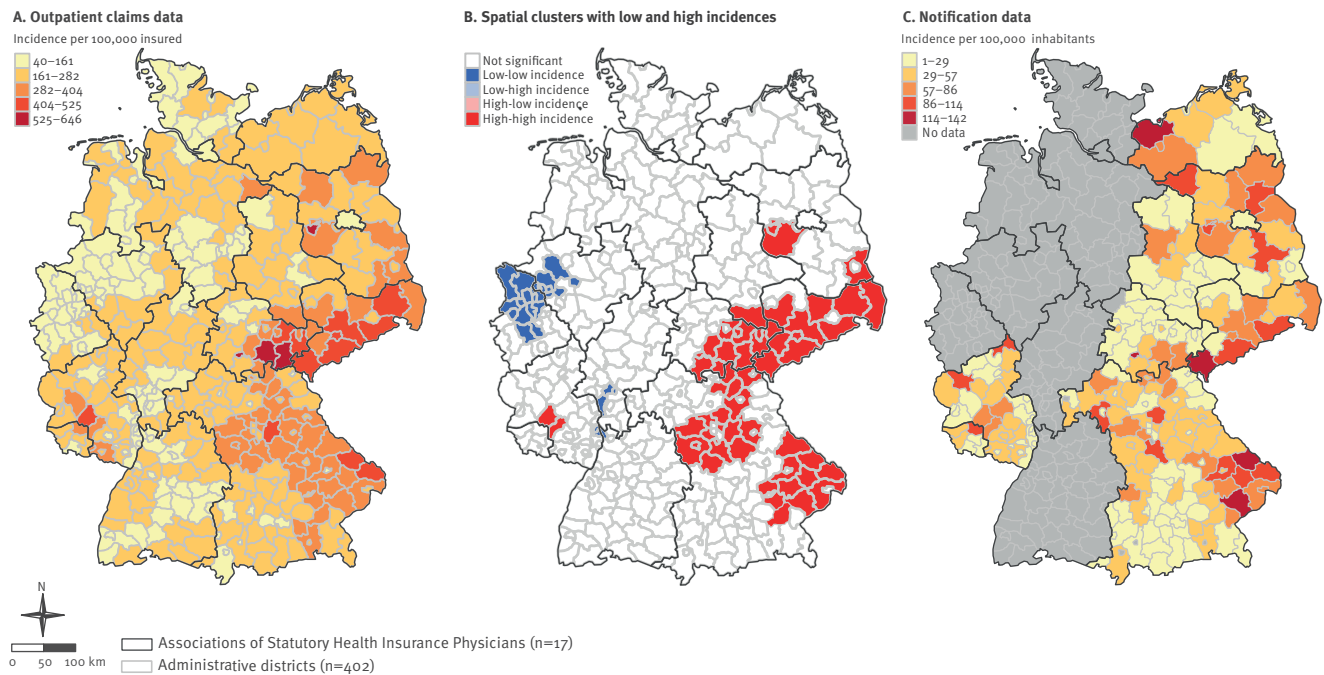 A. Outpatient claims data
Incidence per 100,000 insured
40–161
161–282
282–404
404–525
525–646
B. Spatial clusters with low and high incidences
Not significant
Low-low incidence
Low-high incidence
High-low incidence
High-high incidence
C. Notification data
Incidence per 100,000 inhabitants
1–29
29–57
57–86
86–114
114–142
No data
N
0 50 100 km
Associations of Statutory Health Insurance Physicians (n=17)
Administrative districts (n=402)